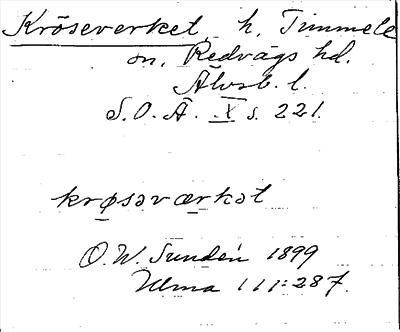 Kröseverket, h. Timmele
sn, Redvägs hd.
Älvsb. l.
S.O.Ä. X s. 221.
krøsəværkət
O. W. Sundén 1899
Ulma 111:287.